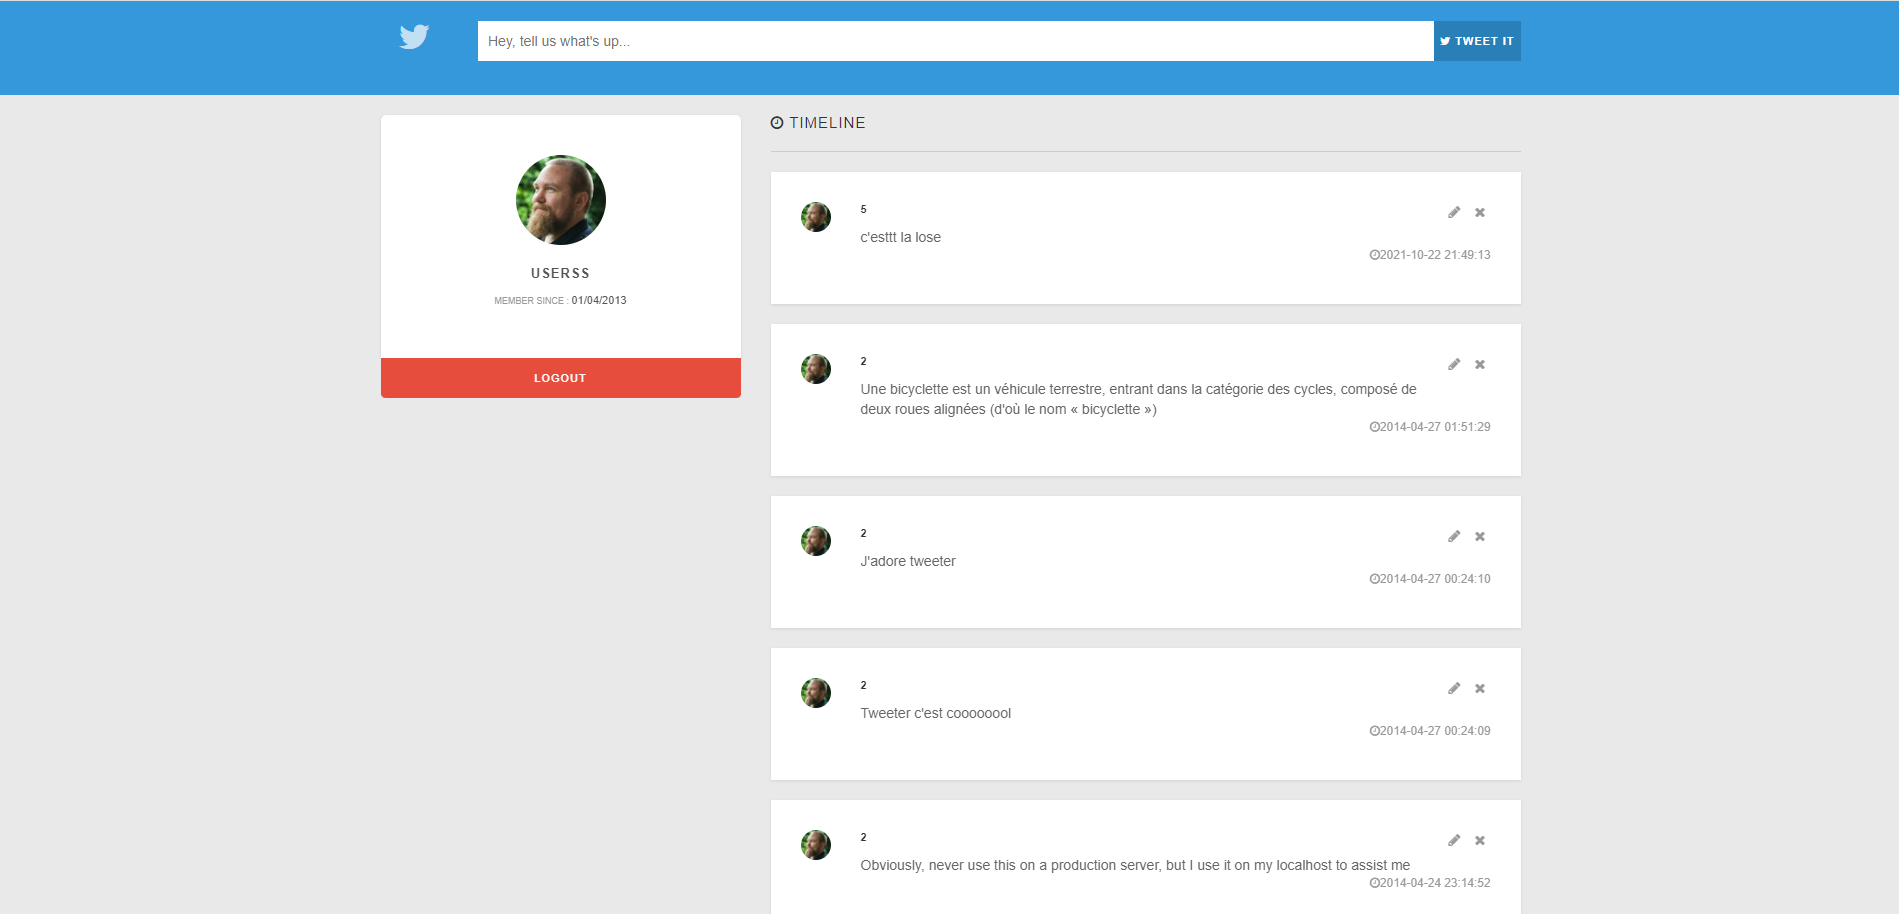 Hey, tell us what's up...
TWEET IT
USERSS
MEMBER SINCE : 01/04/2013
LOGOUT
TIMELINE
5
c'esttt la lose
2021-10-22 21:49:13
2
Une bicyclette est un véhicule terrestre, entrant dans la catégorie des cycles, composé de
deux roues alignées (d'où le nom « bicyclette »)
2014-04-27 01:51:29
2
J'adore tweeter
2014-04-27 00:24:10
2
Tweeter c'est coooooool
2014-04-27 00:24:09
2
Obviously, never use this on a production server, but I use it on my localhost to assist me
2014-04-24 23:14:52